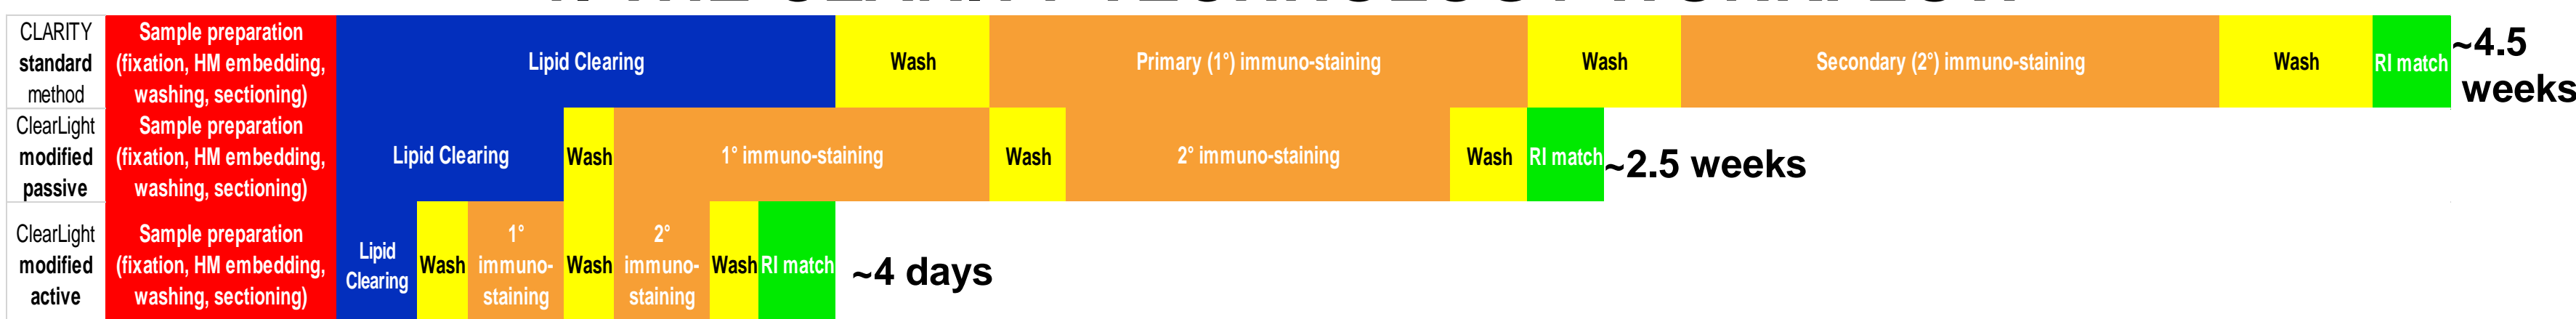 CLARITY
standard
method
Sample preparation
(fixation, HM embedding,
washing, sectioning)
Lipid Clearing
Wash
Primary (1°) immuno-staining
Wash
Secondary (2°) immuno-staining
Wash
RI match
~4.5
weeks
ClearLight
modified
passive
Sample preparation
(fixation, HM embedding,
washing, sectioning)
Lipid Clearing
Wash
1° immuno-staining
Wash
2° immuno-staining
Wash
RI match
~2.5 weeks
ClearLight
modified
active
Sample preparation
(fixation, HM embedding,
washing, sectioning)
Lipid
Clearing
Wash
1°
immuno-
staining
Wash
2°
immuno-
staining
Wash
RI match
~4 days